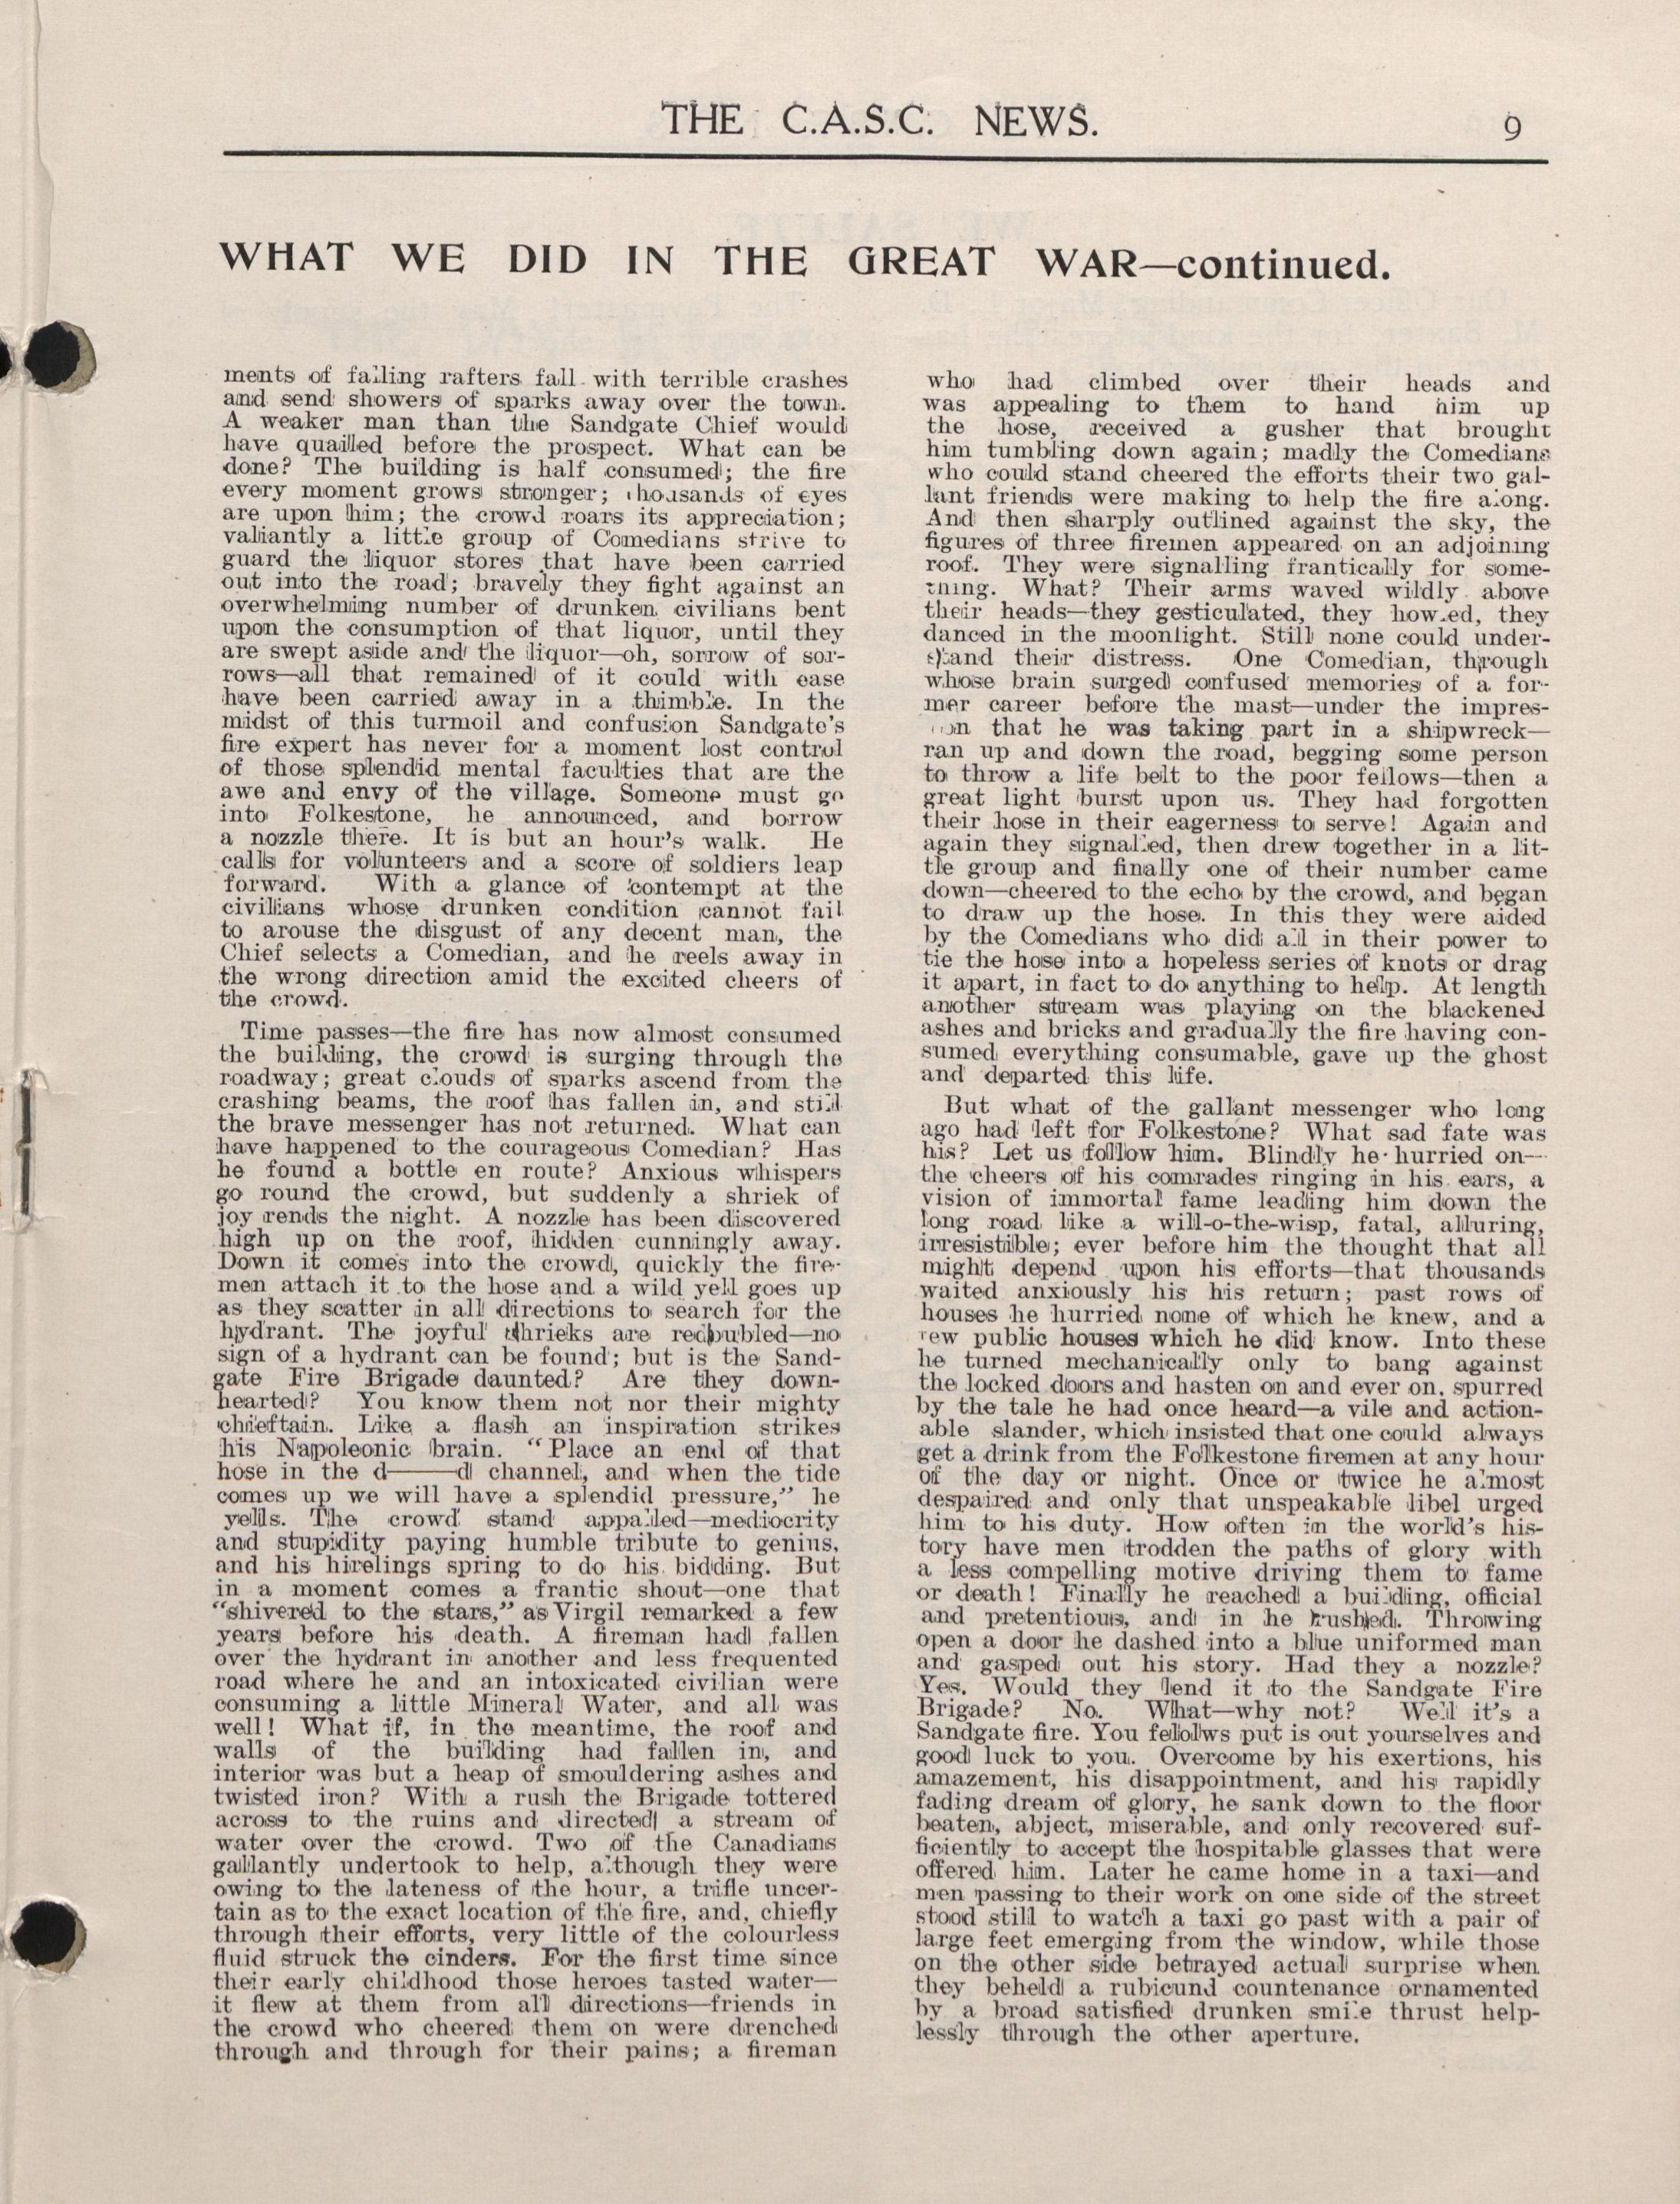 THE C.A.S.C. NEWS. 9
WHAT WE DID IN THE GREAT WAR—continued.
ments of falling rafters fall with terrible crashes
and send showers of sparks away over the town.
A weaker man than the Sandgate Chief would
have quailed before the prospect. What can be
done? The building is half consumed; the fire
every moment grows stronger; thousands of eyes
are upon him; the crowd roars its appreciation;
valiantly a little group of Comedians strive to
guard the liquor stores that have been carried
out into the road; bravely they fight against an
overwhelming number of drunken civilians bent
upon the consumption of that liquor, until they
are swept aside and the liquor—oh, sorrow of sor-
rows—all that remained of it could with ease
have been carried away in a thimble. In the
midst of this turmoil and confusion Sandgate's
fire expert has never for a moment lost control
of those splendid mental faculties that are the
awe and envy of the village. Someone must go
into Folkestone, he announced, and borrow
a nozzle there. It is but an hour's walk. He
calls for volunteers and a score of soldiers leap
forward. With a glance of contempt at the
civilians whose drunken condition cannot fail
to arouse the disgust of any decent man, the
Chief selects a Comedian, and he reels away in
the wrong direction amid the excited cheers of
the crowd.
Time passes—the fire has now almost consumed
the building, the crowd is surging through the
roadway; great clouds of sparks ascend from the
crashing beams, the roof has fallen in, and still
the brave messenger has not returned. What can
have happened to the courageous Comedian? Has
he found a bottle en route? Anxious whispers
go round the crowd, but suddenly a shriek of
joy rends the night. A nozzle has been discovered
high up on the roof, hidden cunningly away.
Down it comes into the crowd, quickly the fire-
men attach it to the hose and a wild yell goes up
as they scatter in all directions to search for the
hydrant. The joyful shrieks are redoubled—no
sign of a hydrant can be found; but is the Sand-
gate Fire Brigade daunted? Are they down-
hearted? You know them not nor their mighty
chieftain. Like a flash an inspiration strikes
his Napoleonic brain. "Place an end of that
hose in the d——d channel, and when the tide
comes up we will have a splendid pressure," he
yells. The crowd stand appalled—mediocrity
and stupidity paying humble tribute to genius,
and his hirelings spring to do his bidding. But
in a moment comes a frantic shout—one that
"shivered to the stars," as Virgil remarked a few
years before his death. A fireman had fallen
over the hydrant in another and less frequented
road where he and an intoxicated civilian were
consuming a little Mineral Water, and all was
well! What if, in the meantime, the roof and
walls of the building had fallen in, and
interior was but a heap of smouldering ashes and
twisted iron? With a rush the Brigade tottered
across to the ruins and directed a stream of
water over the crowd. Two of the Canadians
gallantly undertook to help, although they were
owing to the lateness of the hour, a trifle uncer-
tain as to the exact location of the fire, and, chiefly
through their efforts, very little of the colourless
fluid struck the cinders. For the first time since
their early childhood those heroes tasted water—
it flew at them from all directions—friends in
the crowd who cheered them on were drenched
through and through for their pains; a fireman
who had climbed over their heads and
was appealing to them to hand him up
the hose, received a gusher that brought
him tumbling down again; madly the Comedians
who could stand cheered the efforts their two gal-
lant friends were making to help the fire along.
And then sharply outlined against the sky, the
figures of three firemen appeared on an adjoining
roof. They were signalling frantically for some-
thing. What? Their arms waved wildly above
their heads—they gesticulated, they howled, they
danced in the moonlight. Still none could under-
stand their distress. One Comedian, through
whose brain surged confused memories of a for-
mer career before the mast—under the impres-
sion that he was taking part in a shipwreck—
ran up and down the road, begging some person
to throw a life belt to the poor fellows—then a
great light burst upon us. They had forgotten
their hose in their eagerness to serve! Again and
again they signalled, then drew together in a lit-
tle group and finally one of their number came
down—cheered to the echo by the crowd, and began
to draw up the hose. In this they were aided
by the Comedians who did all in their power to
tie the hose into a hopeless series of knots or drag
it apart, in fact to do anything to help. At length
another stream was playing on the blackened
ashes and bricks and gradually the fire having con-
sumed everything consumable, gave up the ghost
and departed this life.
But what of the gallant messenger who long
ago had left for Folkestone? What sad fate was
his? Let us follow him. Blindly he hurried on—
the cheers of his comrades ringing in his ears, a
vision of immortal fame leading him down the
long road like a will-o-the-wisp, fatal, alluring,
irresistible; ever before him the thought that all
might depend upon his efforts—that thousands
waited anxiously his his return; past rows of
houses he hurried none of which he knew, and a
few public houses which he did know. Into these
he turned mechanically only to bang against
the locked doors and hasten on and ever on, spurred
by the tale he had once heard—a vile and action-
able slander, which insisted that one could always
get a drink from the Folkestone firemen at any hour
of the day or night. Once or twice he almost
despaired and only that unspeakable libel urged
him to his duty. How often in the world's his-
tory have men trodden the paths of glory with
a less compelling motive driving them to fame
or death! Finally he reached a building, official
and pretentious, and in he rushed. Throwing
open a door he dashed into a blue uniformed man
and gasped out his story. Had they a nozzle?
Yes. Would they lend it to the Sandgate Fire
Brigade? No. What—why not? Well it's a
Sandgate fire. You fellolws put is out yourselves and
good luck to you. Overcome by his exertions, his
amazement, his disappointment, and his rapidly
fading dream of glory, he sank down to the floor
beaten, abject, miserable, and only recovered suf-
ficiently to accept the hospitable glasses that were
offered him. Later he came home in a taxi—and
men passing to their work on one side of the street
stood still to watch a taxi go past with a pair of
large feet emerging from the window, while those
on the other side betrayed actual surprise when
they beheld a rubicund countenance ornamented
by a broad satisfied drunken smile thrust help-
lessly through the other aperture.